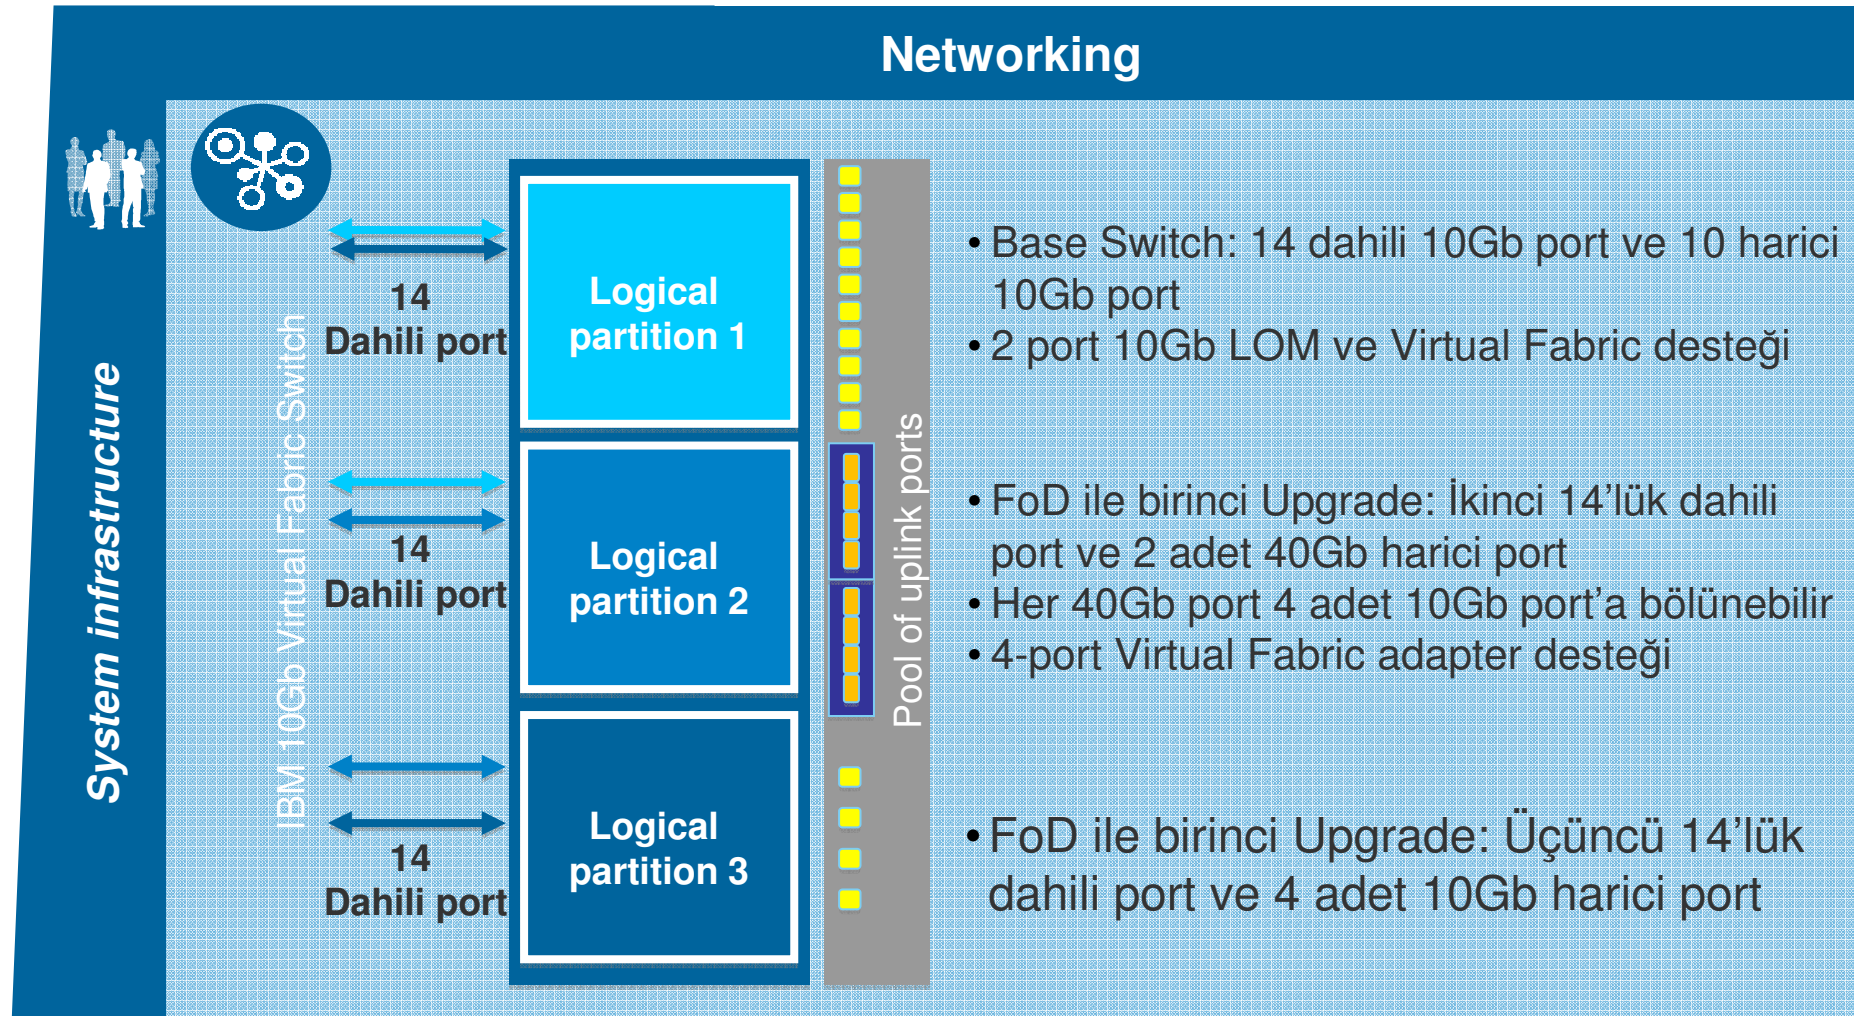 Networking
System infrastructure
IBM 10Gb Virtual Fabric Switch
14
Dahili port
14
Dahili port
14
Dahili port
Logical
partition 1
Logical
partition 2
Logical
partition 3
Pool of uplink ports
• Base Switch: 14 dahili 10Gb port ve 10 harici
10Gb port
• 2 port 10Gb LOM ve Virtual Fabric desteği
• FoD ile birinci Upgrade: İkinci 14’lük dahili
port ve 2 adet 40Gb harici port
• Her 40Gb port 4 adet 10Gb port’a bölünebilir
• 4-port Virtual Fabric adapter desteği
• FoD ile birinci Upgrade: Üçüncü 14’lük
dahili port ve 4 adet 10Gb harici port